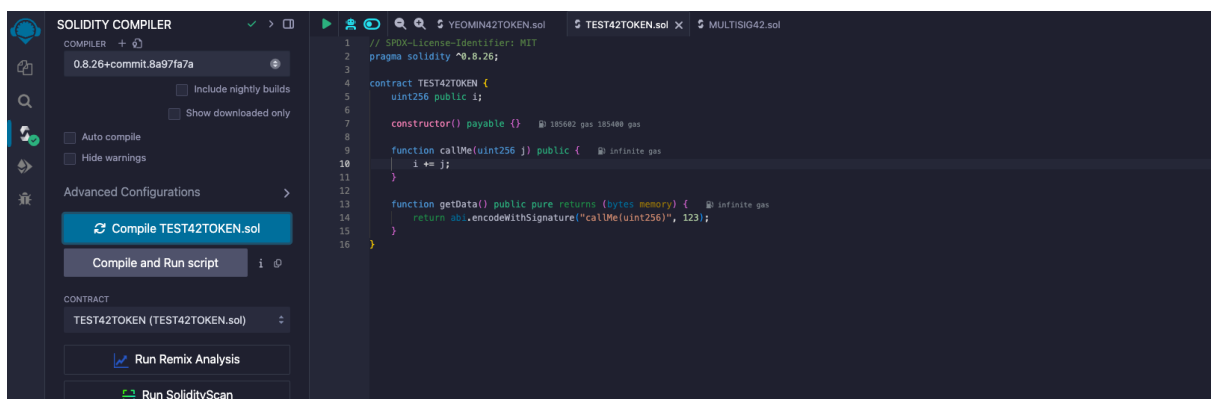 SOLIDITY COMPILER
COMPILER
0.8.26+commit.8a97fa7a
Include nightly builds
Show downloaded only
Auto compile
Hide warnings
Advanced Configurations
Compile TEST42TOKEN.sol
Compile and Run script
i
CONTRACT
TEST42TOKEN (TEST42TOKEN.sol)
Run Remix Analysis
Run SolidityScan
YEOMIN42TOKEN.sol TEST42TOKEN.sol MULTISIG42.sol
1 // SPDX-License-Identifier: MIT
2 pragma solidity ^0.8.26;
3
4 contract TEST42TOKEN {
5 uint256 public i;
6
7 constructor() payable {} 185602 gas 185400 gas
8
9 function callMe(uint256 j) public { infinite gas
10 i += j;
11 }
12
13 function getData() public pure returns (bytes memory) { infinite gas
14 return abi.encodeWithSignature("callMe(uint256)", 123);
15 }
16 }